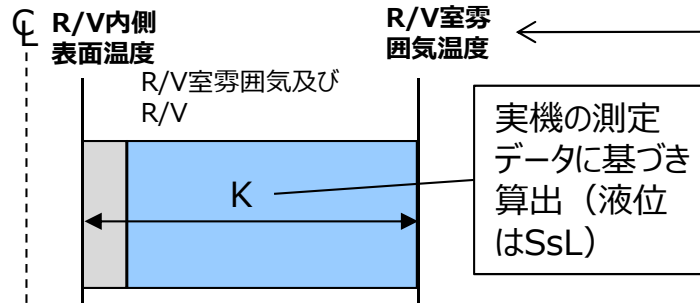 ℄
R/V内側
表面温度
R/V室雰
囲気温度
R/V室雰囲気及び
R/V
K
実機の測定
データに基づき
算出（液位
はSsL）